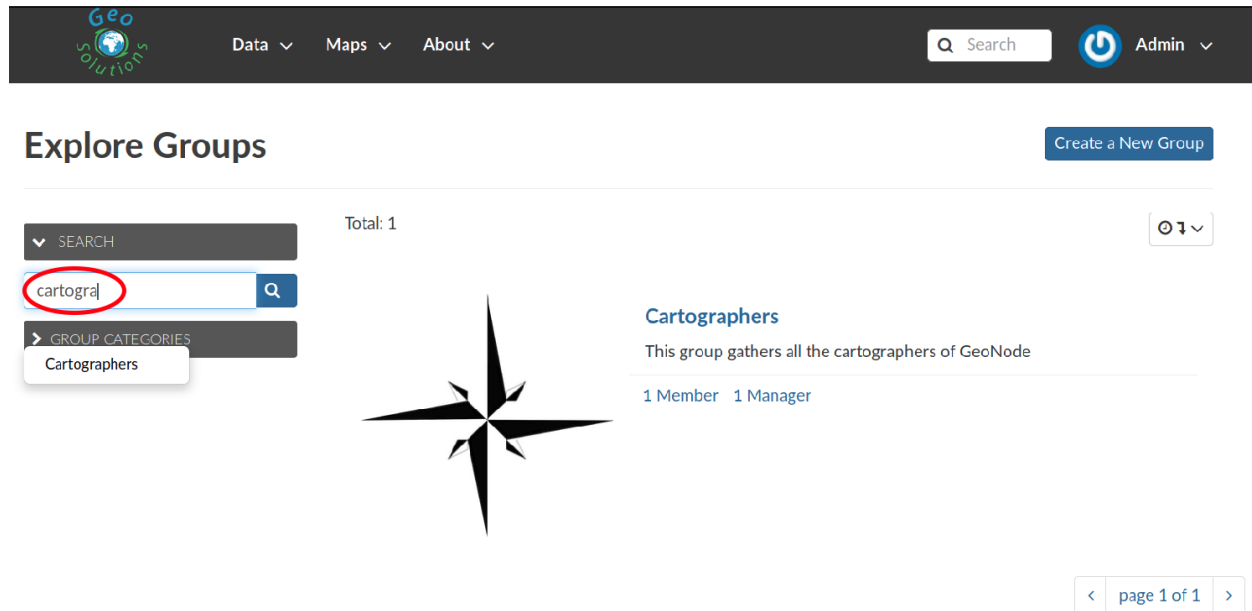 Geo
Solutions
Data
Maps
About
Search
Admin
Explore Groups
Create a New Group
SEARCH
Total: 1
cartogra
GROUP CATEGORIES
Cartographers
Cartographers
This group gathers all the cartographers of GeoNode
1 Member 1 Manager
< page 1 of 1 >